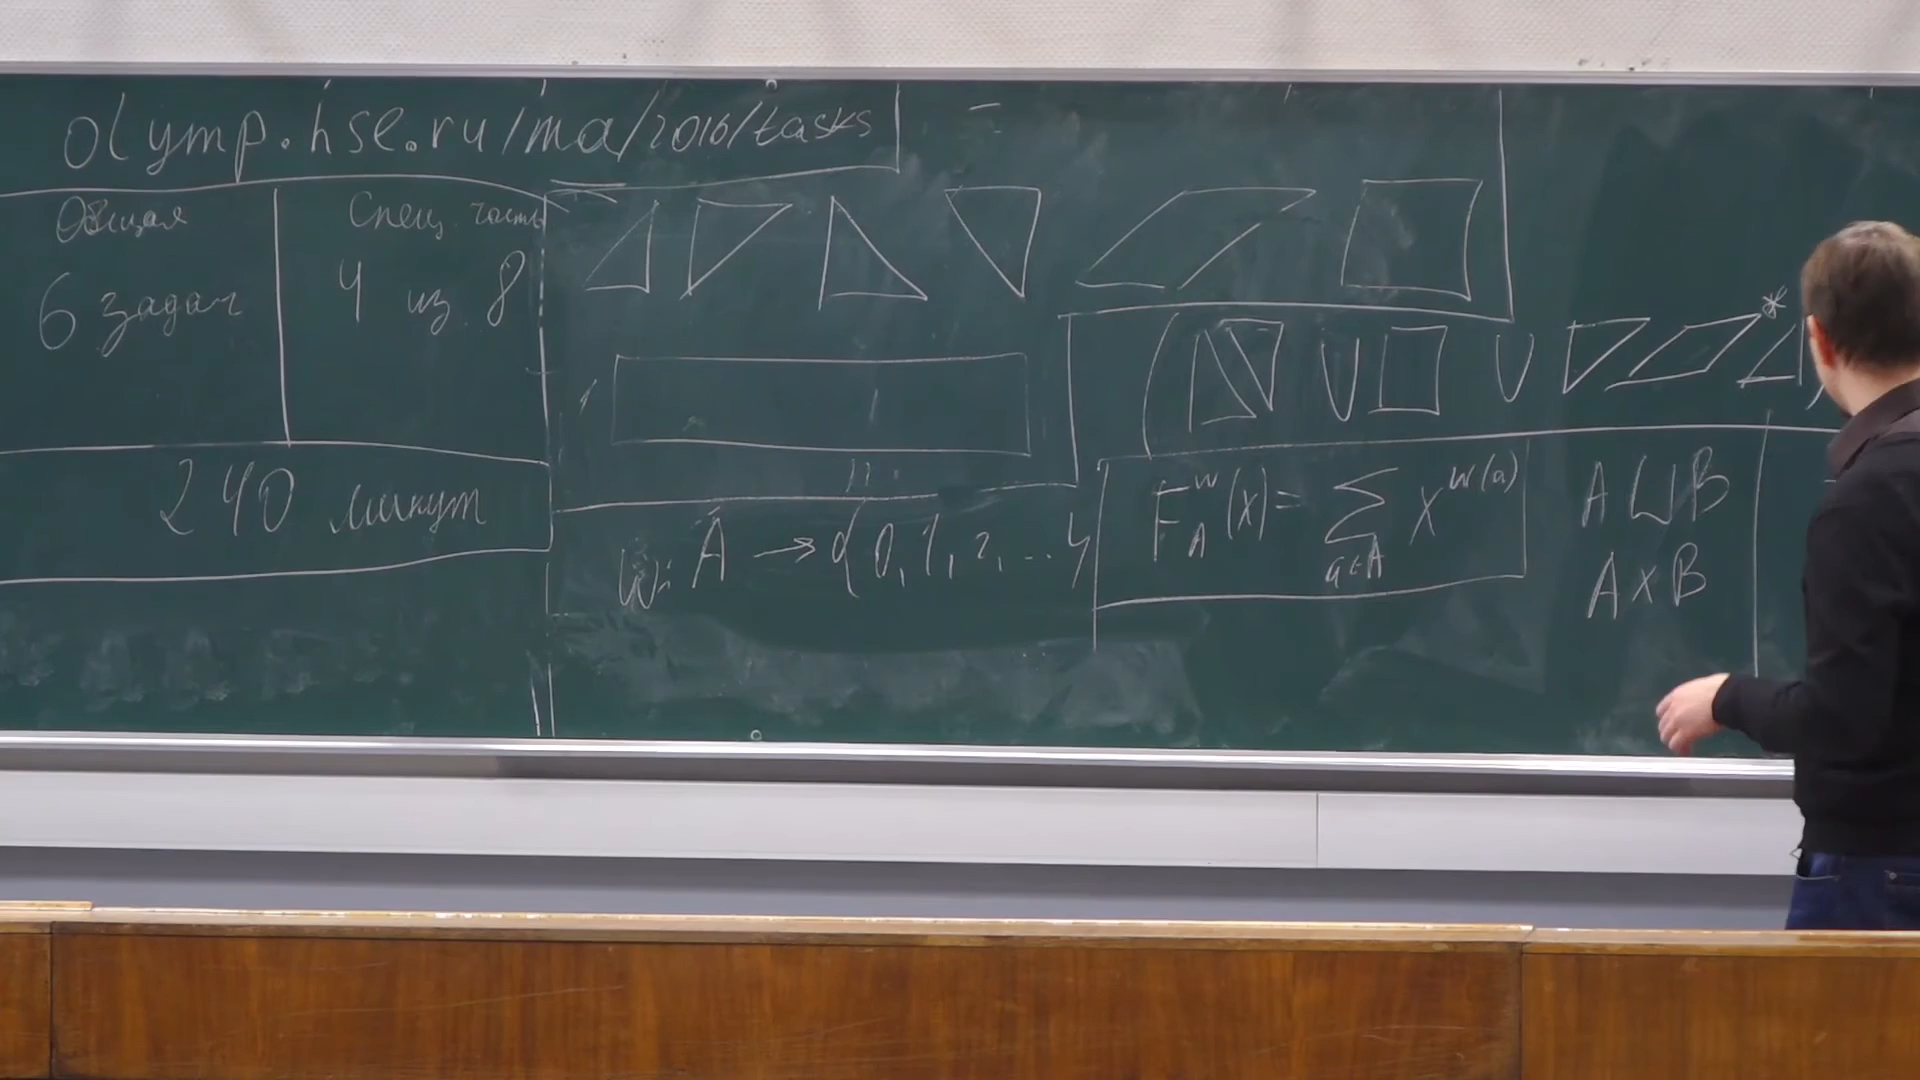 olymp.hse.ru/ma/2016/tasks
Общая
6 задач
Спец. часть
4 из 8
240 минут
1
n
w: A → {0, 1, 2, ...}
( ∪ ∪ * )
F_A^w(x) = ∑_{a∈A} x^{w(a)}
A ⊔ B
A × B